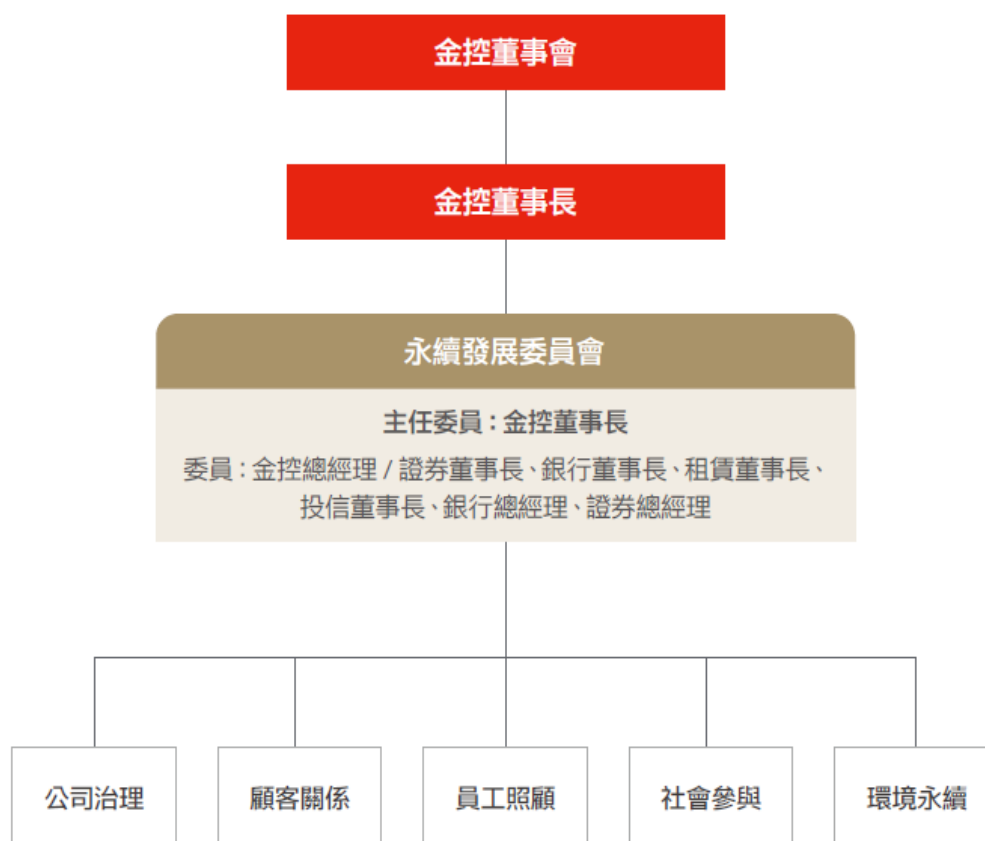 金控董事會
金控董事長
永續發展委員會
主任委員：金控董事長
委員：金控總經理 / 證券董事長、銀行董事長、租賃董事長、
投信董事長、銀行總經理、證券總經理
公司治理
顧客關係
員工照顧
社會參與
環境永續